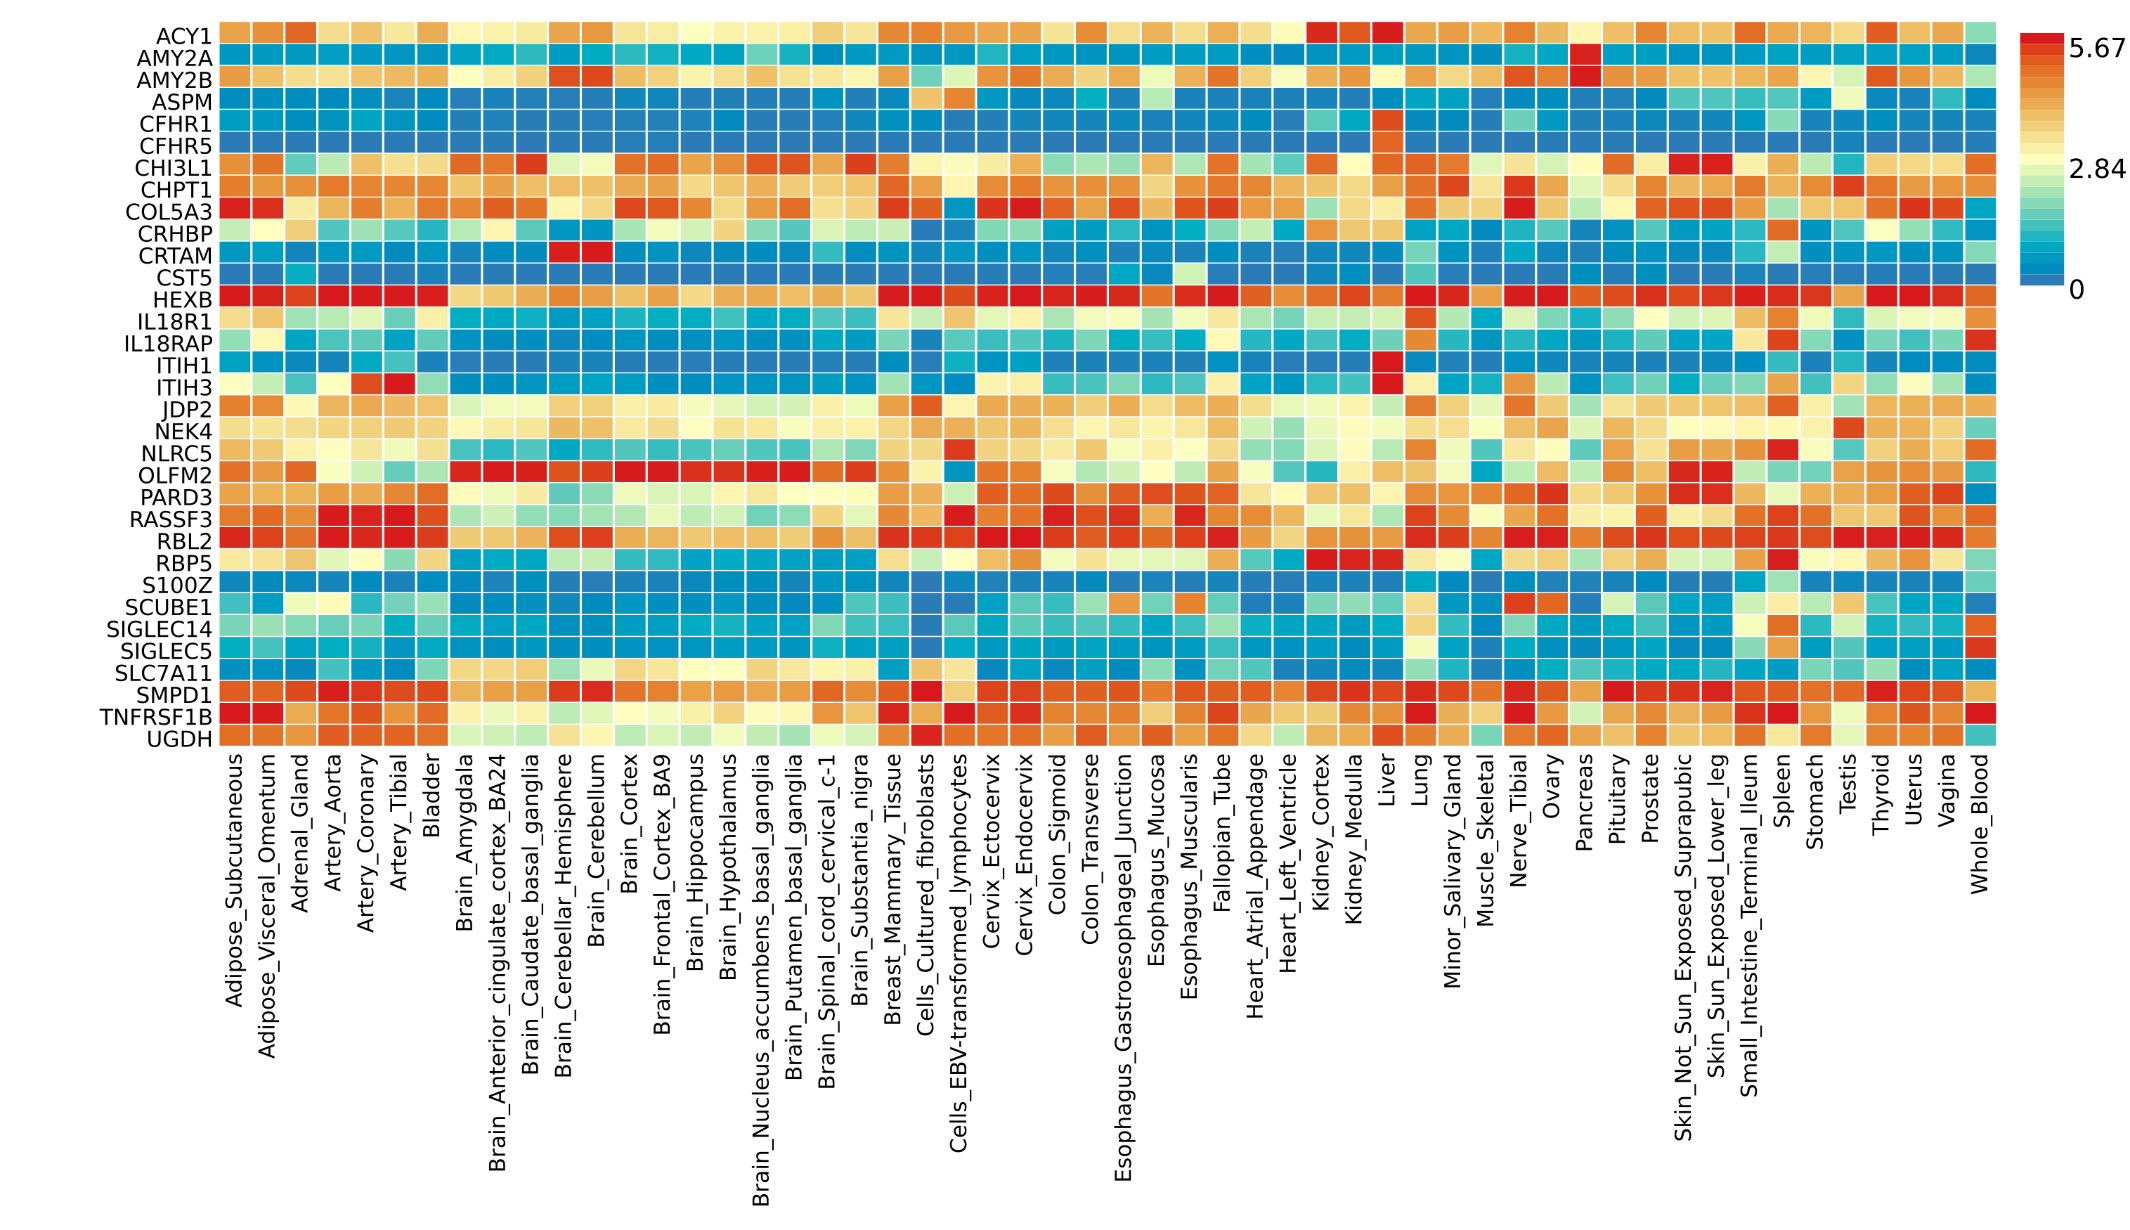 ACY1
AMY2A
AMY2B
ASPM
CFHR1
CFHR5
CHI3L1
CHPT1
COL5A3
CRHBP
CRTAM
CST5
HEXB
IL18R1
IL18RAP
ITIH1
ITIH3
JDP2
NEK4
NLRC5
OLFM2
PARD3
RASSF3
RBL2
RBP5
S100Z
SCUBE1
SIGLEC14
SIGLEC5
SLC7A11
SMPD1
TNFRSF1B
UGDH
5.67
2.84
0
Adipose_Subcutaneous
Adipose_Visceral_Omentum
Adrenal_Gland
Artery_Aorta
Artery_Coronary
Artery_Tibial
Bladder
Brain_Amygdala
Brain_Anterior_cingulate_cortex_BA24
Brain_Caudate_basal_ganglia
Brain_Cerebellar_Hemisphere
Brain_Cerebellum
Brain_Cortex
Brain_Frontal_Cortex_BA9
Brain_Hippocampus
Brain_Hypothalamus
Brain_Nucleus_accumbens_basal_ganglia
Brain_Putamen_basal_ganglia
Brain_Spinal_cord_cervical_c-1
Brain_Substantia_nigra
Breast_Mammary_Tissue
Cells_Cultured_fibroblasts
Cells_EBV-transformed_lymphocytes
Cervix_Ectocervix
Cervix_Endocervix
Colon_Sigmoid
Colon_Transverse
Esophagus_Gastroesophageal_Junction
Esophagus_Mucosa
Esophagus_Muscularis
Fallopian_Tube
Heart_Atrial_Appendage
Heart_Left_Ventricle
Kidney_Cortex
Kidney_Medulla
Liver
Lung
Minor_Salivary_Gland
Muscle_Skeletal
Nerve_Tibial
Ovary
Pancreas
Pituitary
Prostate
Skin_Not_Sun_Exposed_Suprapubic
Skin_Sun_Exposed_Lower_leg
Small_Intestine_Terminal_Ileum
Spleen
Stomach
Testis
Thyroid
Uterus
Vagina
Whole_Blood